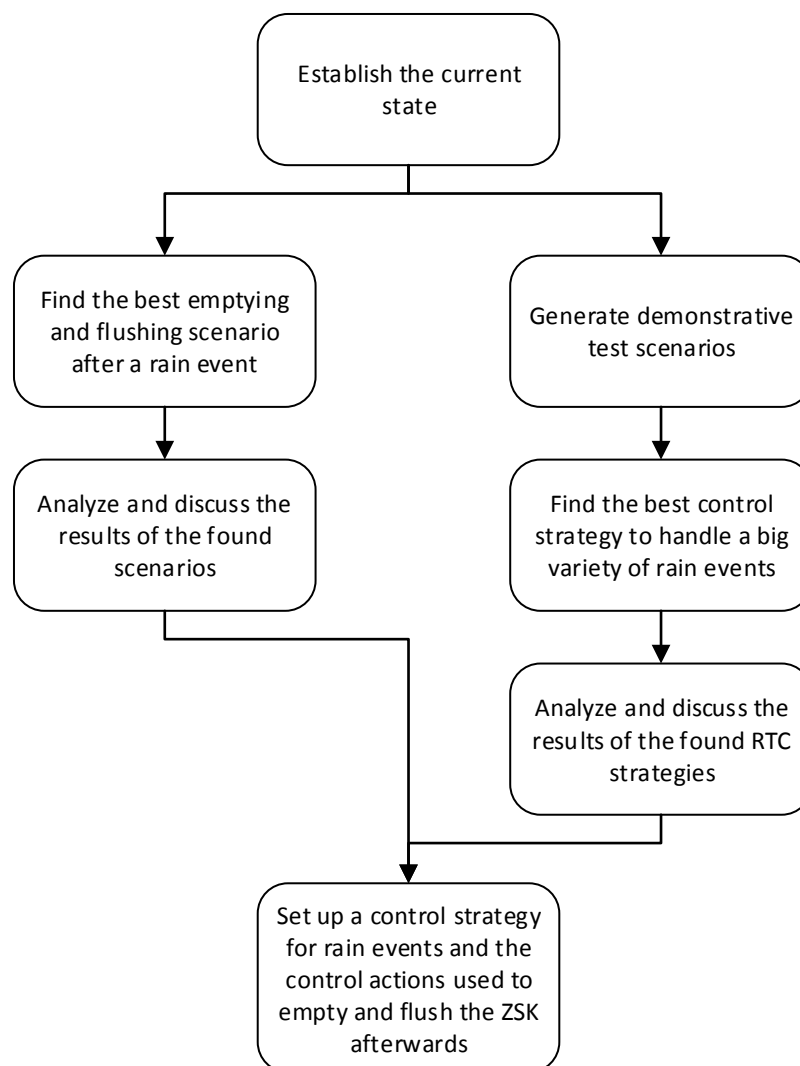 Establish the current
state
Find the best emptying
and flushing scenario
after a rain event
Generate demonstrative
test scenarios
Analyze and discuss the
results of the found
scenarios
Find the best control
strategy to handle a big
variety of rain events
Analyze and discuss the
results of the found RTC
strategies
Set up a control strategy
for rain events and the
control actions used to
empty and flush the ZSK
afterwards